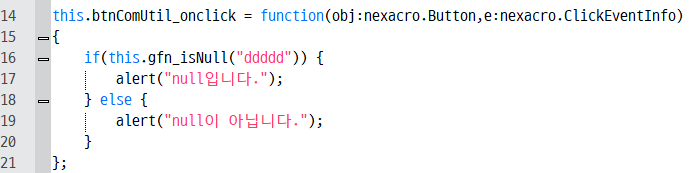 14 this.btnComUtil_onclick = function(obj:nexacro.Button,e:nexacro.ClickEventInfo)
15 {
16     if(this.gfn_isNull("ddddd")) {
17         alert("null입니다.");
18     } else {
19         alert("null이 아닙니다.");
20     }
21 };